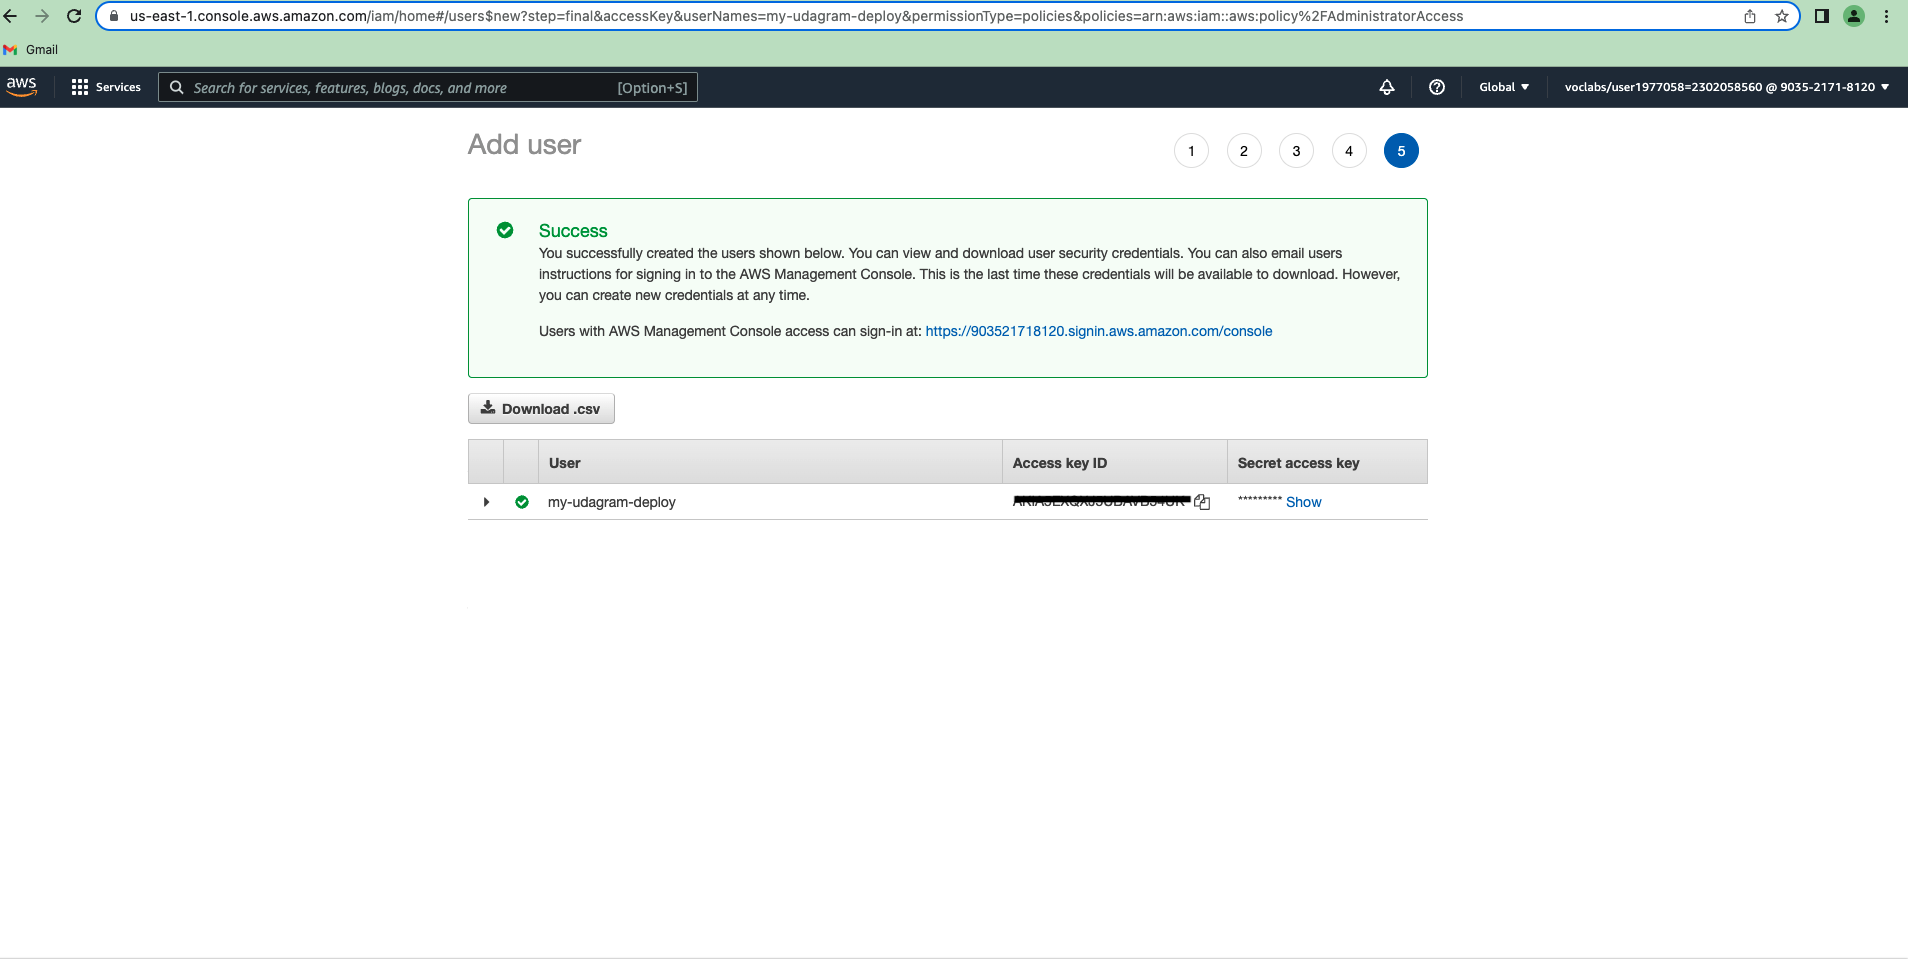 us-east-1.console.aws.amazon.com/iam/home#/users$new?step=final&accessKey&userNames=my-udagram-deploy&permissionType=policies&policies=arn:aws:iam::aws:policy%2FAdministratorAccess
Gmail
aws Services Search for services, features, blogs, docs, and more [Option+S] Global voclabs/user1977058=2302058560 @ 9035-2171-8120
Add user 1 2 3 4 5
Success
You successfully created the users shown below. You can view and download user security credentials. You can also email users
instructions for signing in to the AWS Management Console. This is the last time these credentials will be available to download. However,
you can create new credentials at any time.
Users with AWS Management Console access can sign-in at: https://903521718120.signin.aws.amazon.com/console
Download .csv
User Access key ID Secret access key
my-udagram-deploy ********* Show